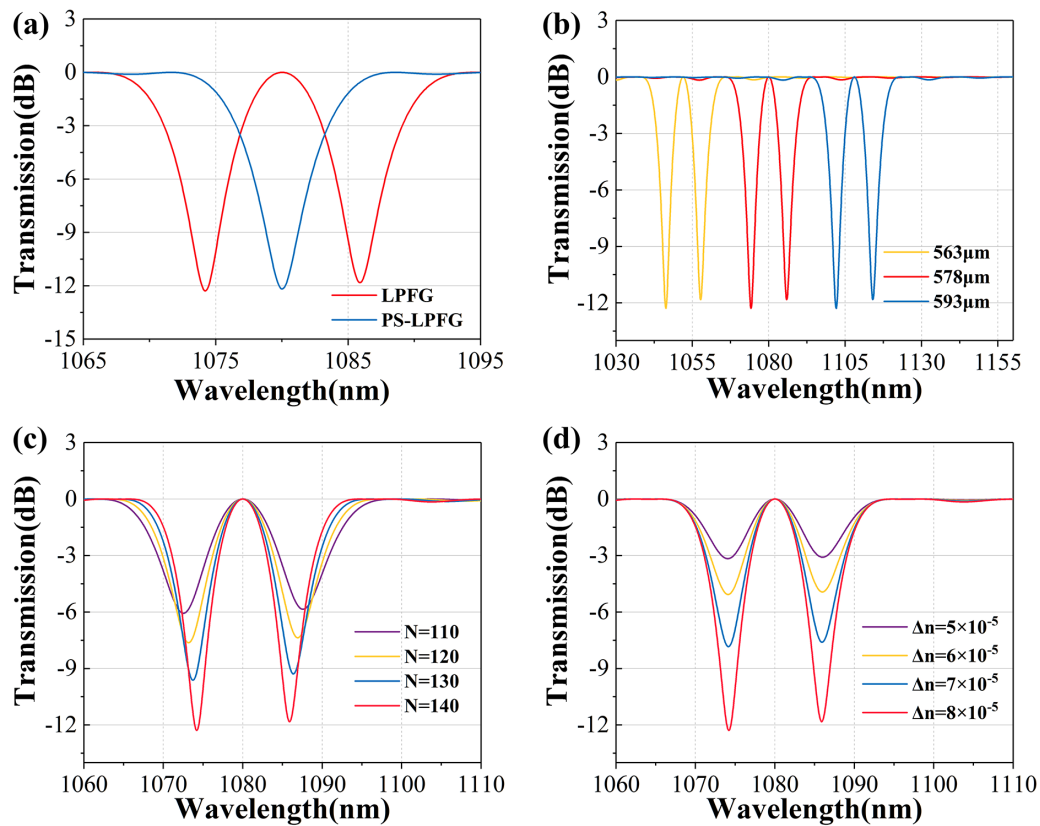 (a)
3
0
-3
-6
-9
-12
-15
Transmission(dB)
LPFG
PS-LPFG
1065 1075 1085 1095
Wavelength(nm)
(b)
3
0
-3
-6
-9
-12
Transmission(dB)
563μm
578μm
593μm
1030 1055 1080 1105 1130 1155
Wavelength(nm)
(c)
3
0
-3
-6
-9
-12
Transmission(dB)
N=110
N=120
N=130
N=140
1060 1070 1080 1090 1100 1110
Wavelength(nm)
(d)
3
0
-3
-6
-9
-12
Transmission(dB)
Δn=5×10⁻⁵
Δn=6×10⁻⁵
Δn=7×10⁻⁵
Δn=8×10⁻⁵
1060 1070 1080 1090 1100 1110
Wavelength(nm)